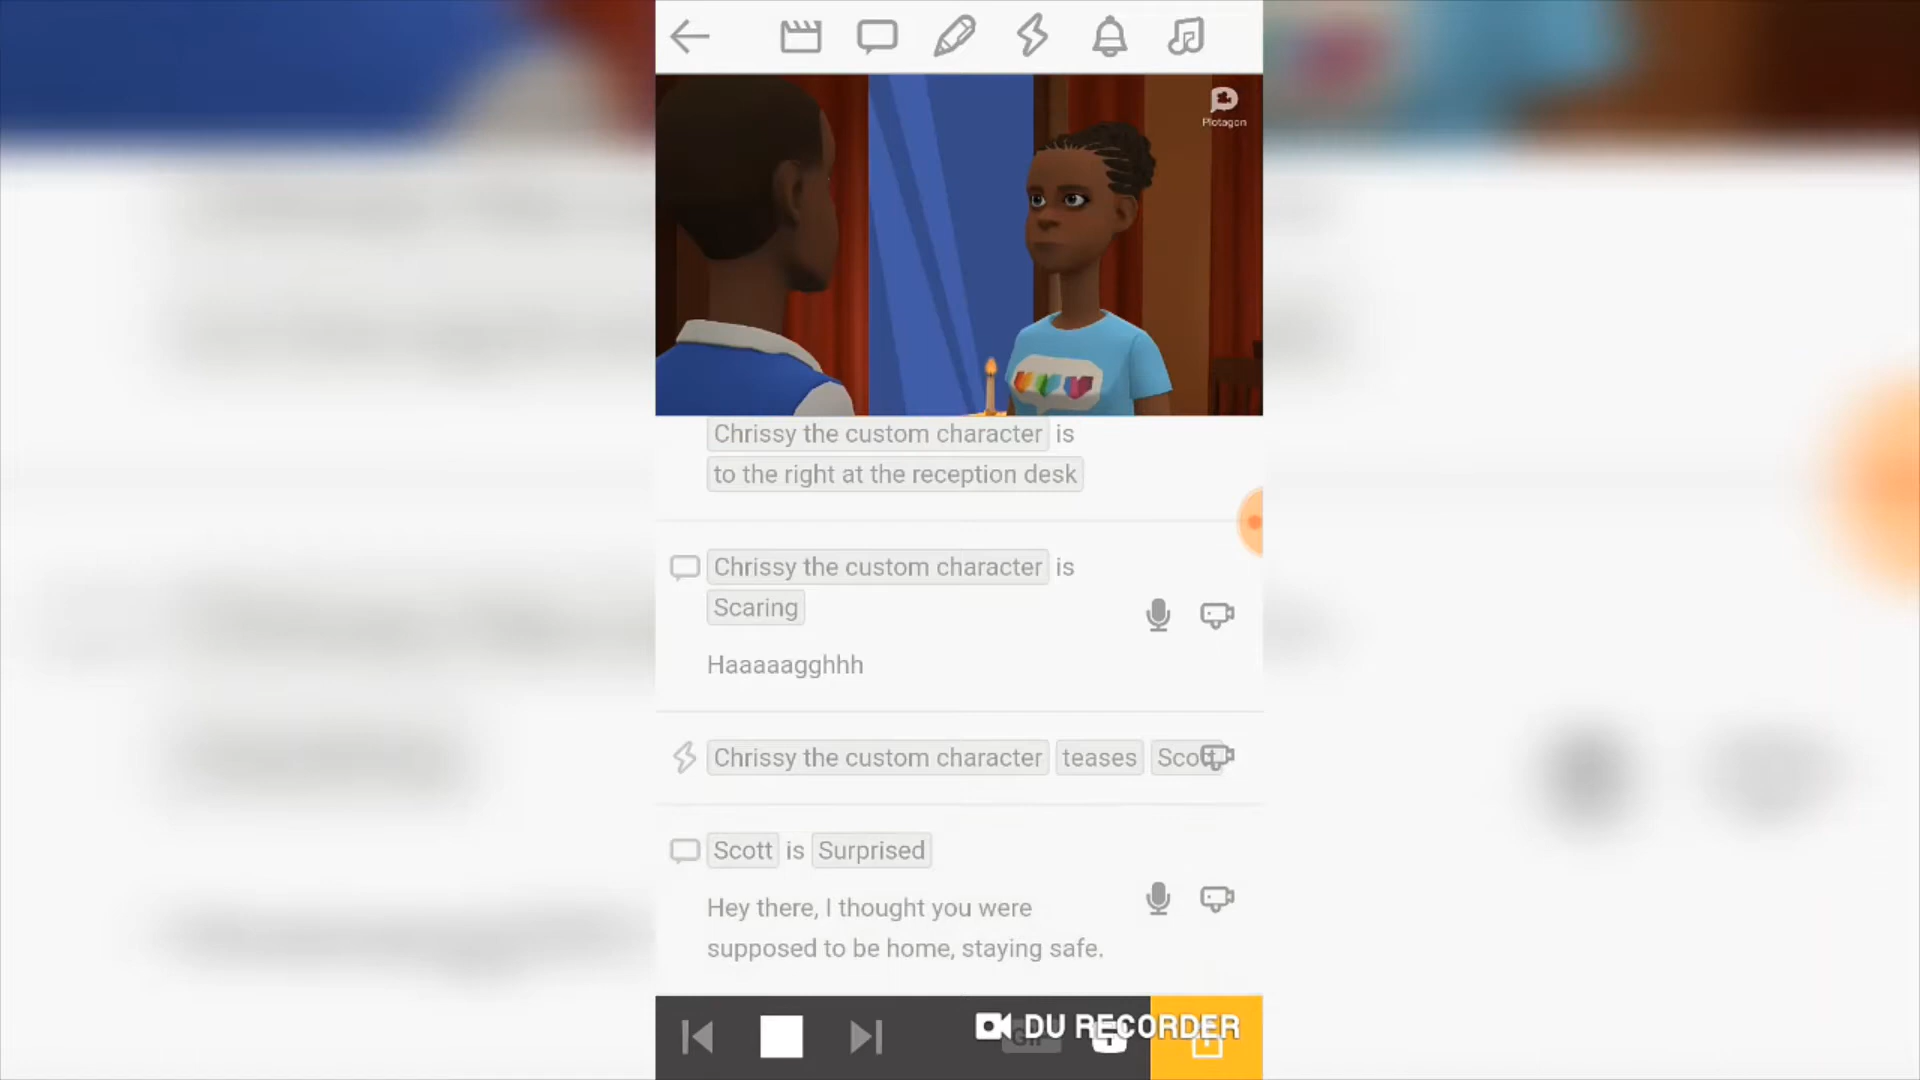 Plotagon
Chrissy the custom character is
to the right at the reception desk
Chrissy the custom character is
Scaring
Haaaaagghhh
Chrissy the custom character teases Scott
Scott is Surprised
Hey there, I thought you were
supposed to be home, staying safe.
DU RECORDER
GIF